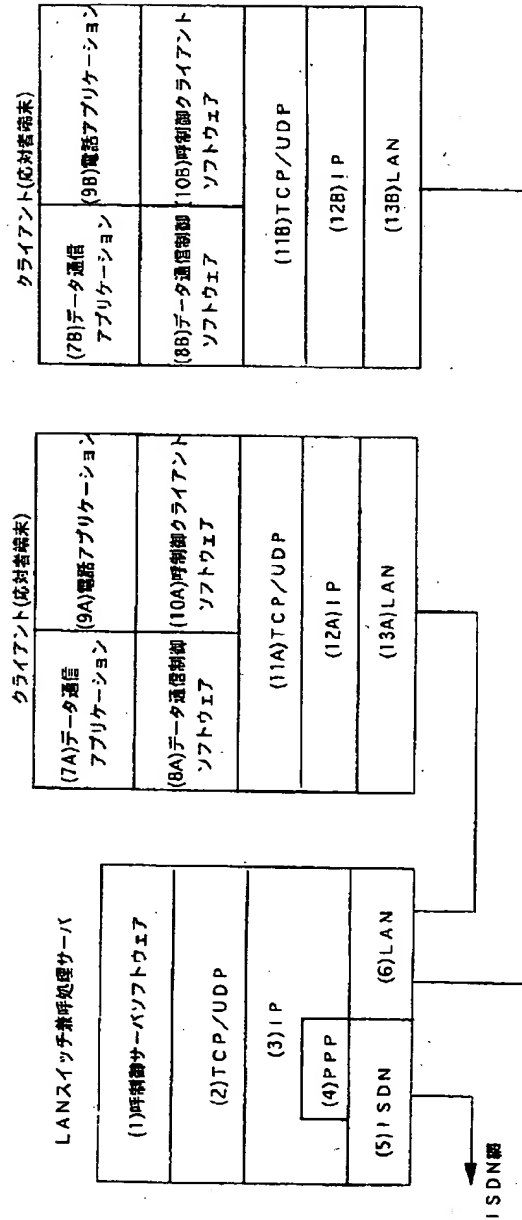 LANスイッチ兼呼処理サーバ
(1)呼制御サーバソフトウェア
(2)TCP/UDP
(3)IP
(4)PPP
(5)ISDN
(6)LAN
ISDN網
クライアント(応対者端末)
(7A)データ通信
アプリケーション
(9A)電話アプリケーション
(8A)データ通信制御
ソフトウェア
(10A)呼制御クライアント
ソフトウェア
(11A)TCP/UDP
(12A)IP
(13A)LAN
クライアント(応対者端末)
(7B)データ通信
アプリケーション
(9B)電話アプリケーション
(8B)データ通信制御
ソフトウェア
(10B)呼制御クライアント
ソフトウェア
(11B)TCP/UDP
(12B)IP
(13B)LAN